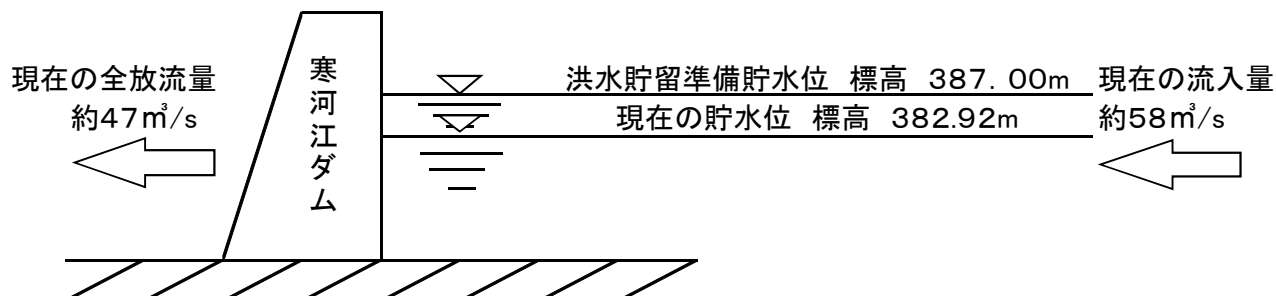 現在の全放流量
約47㎥/s
寒河江ダム
洪水貯留準備貯水位 標高 387.00m
現在の貯水位 標高 382.92m
現在の流入量
約58㎥/s